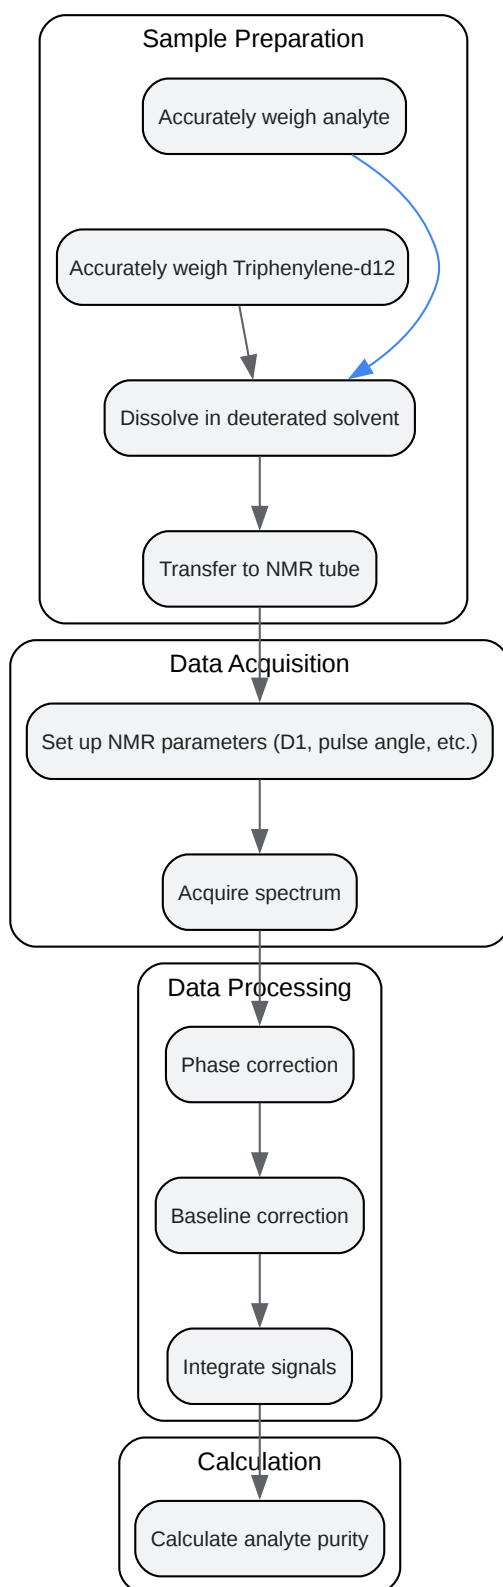 Sample Preparation
Accurately weigh analyte
Accurately weigh Triphenylene-d12
Dissolve in deuterated solvent
Transfer to NMR tube
Data Acquisition
Set up NMR parameters (D1, pulse angle, etc.)
Acquire spectrum
Data Processing
Phase correction
Baseline correction
Integrate signals
Calculation
Calculate analyte purity